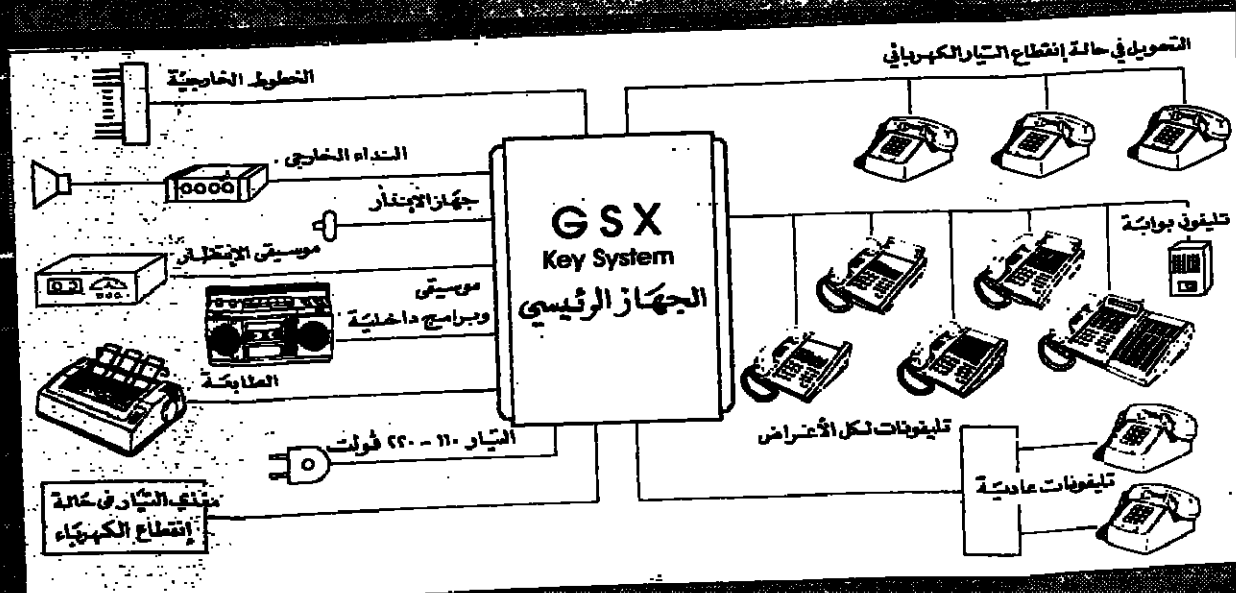 التحويل في حالة إنقطاع التيار الكهربائي
الخطوط الخارجية
النداء الخارجي
جهاز الإنذار
موسيقى الإنتظار
موسيقى
وبرامج داخلية
الطابعة
التيار ١١٠ - ٢٢٠ ڤولت
مغذي التيار في حالة
إنقطاع الكهرباء
GSX
Key System
الجهاز الرئيسي
تليفون بوابة
تليفونات لكل الأغراض
تليفونات عادية